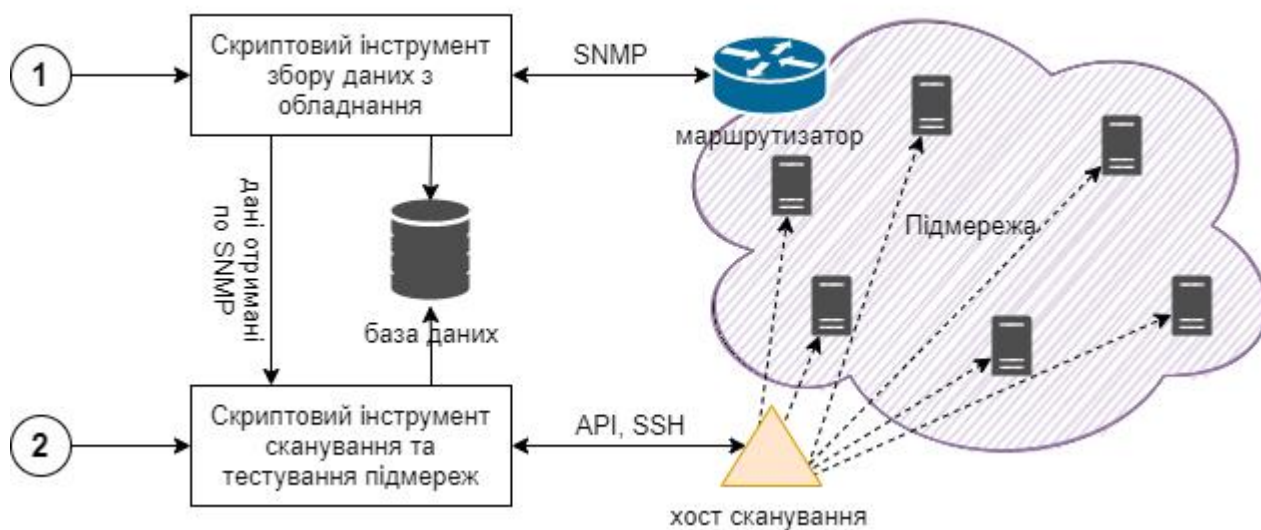 1
Скриптовий інструмент
збору даних з
обладнання
SNMP
маршрутизатор
Підмережа
дані отримані
по SNMP
база даних
2
Скриптовий інструмент
сканування та
тестування підмереж
API, SSH
хост сканування